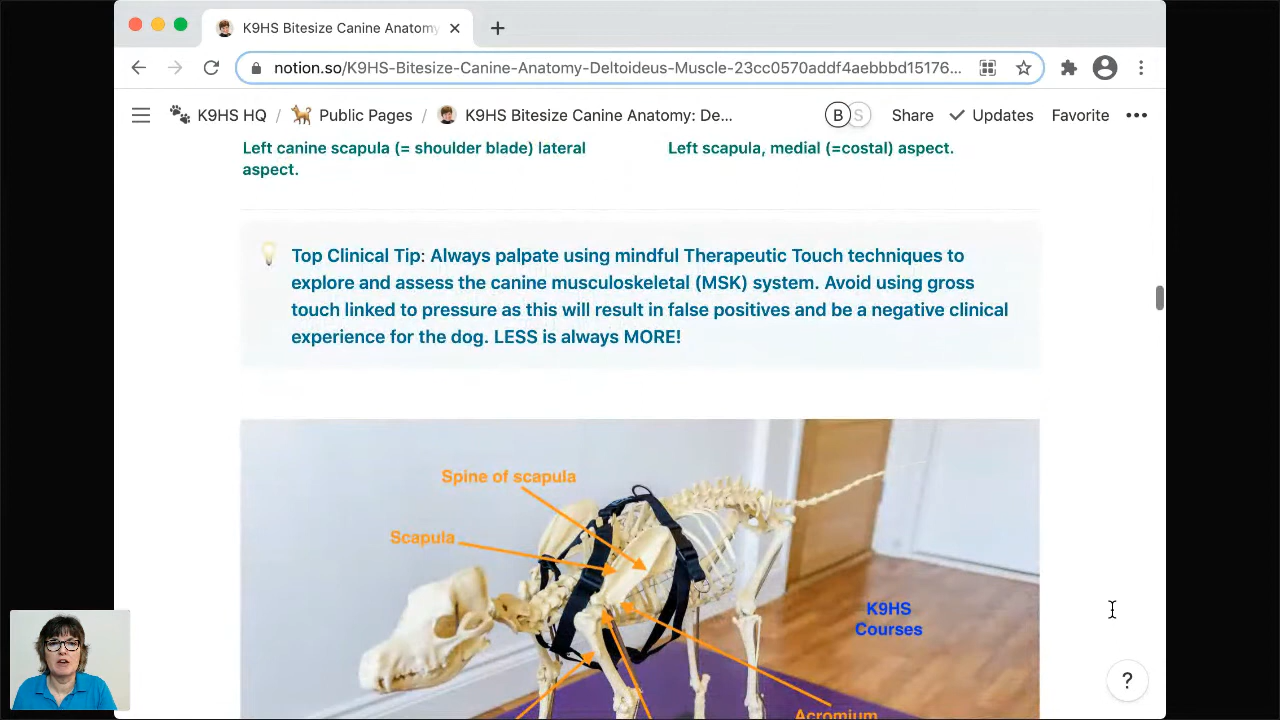 K9HS Bitesize Canine Anatomy
notion.so/K9HS-Bitesize-Canine-Anatomy-Deltoideus-Muscle-23cc0570addf4aebbbd15176...
K9HS HQ / Public Pages / K9HS Bitesize Canine Anatomy: De... B S Share Updates Favorite
Left canine scapula (= shoulder blade) lateral
aspect.
Left scapula, medial (=costal) aspect.
Top Clinical Tip: Always palpate using mindful Therapeutic Touch techniques to
explore and assess the canine musculoskeletal (MSK) system. Avoid using gross
touch linked to pressure as this will result in false positives and be a negative clinical
experience for the dog. LESS is always MORE!
Spine of scapula
Scapula
K9HS
Courses
Acromium
?